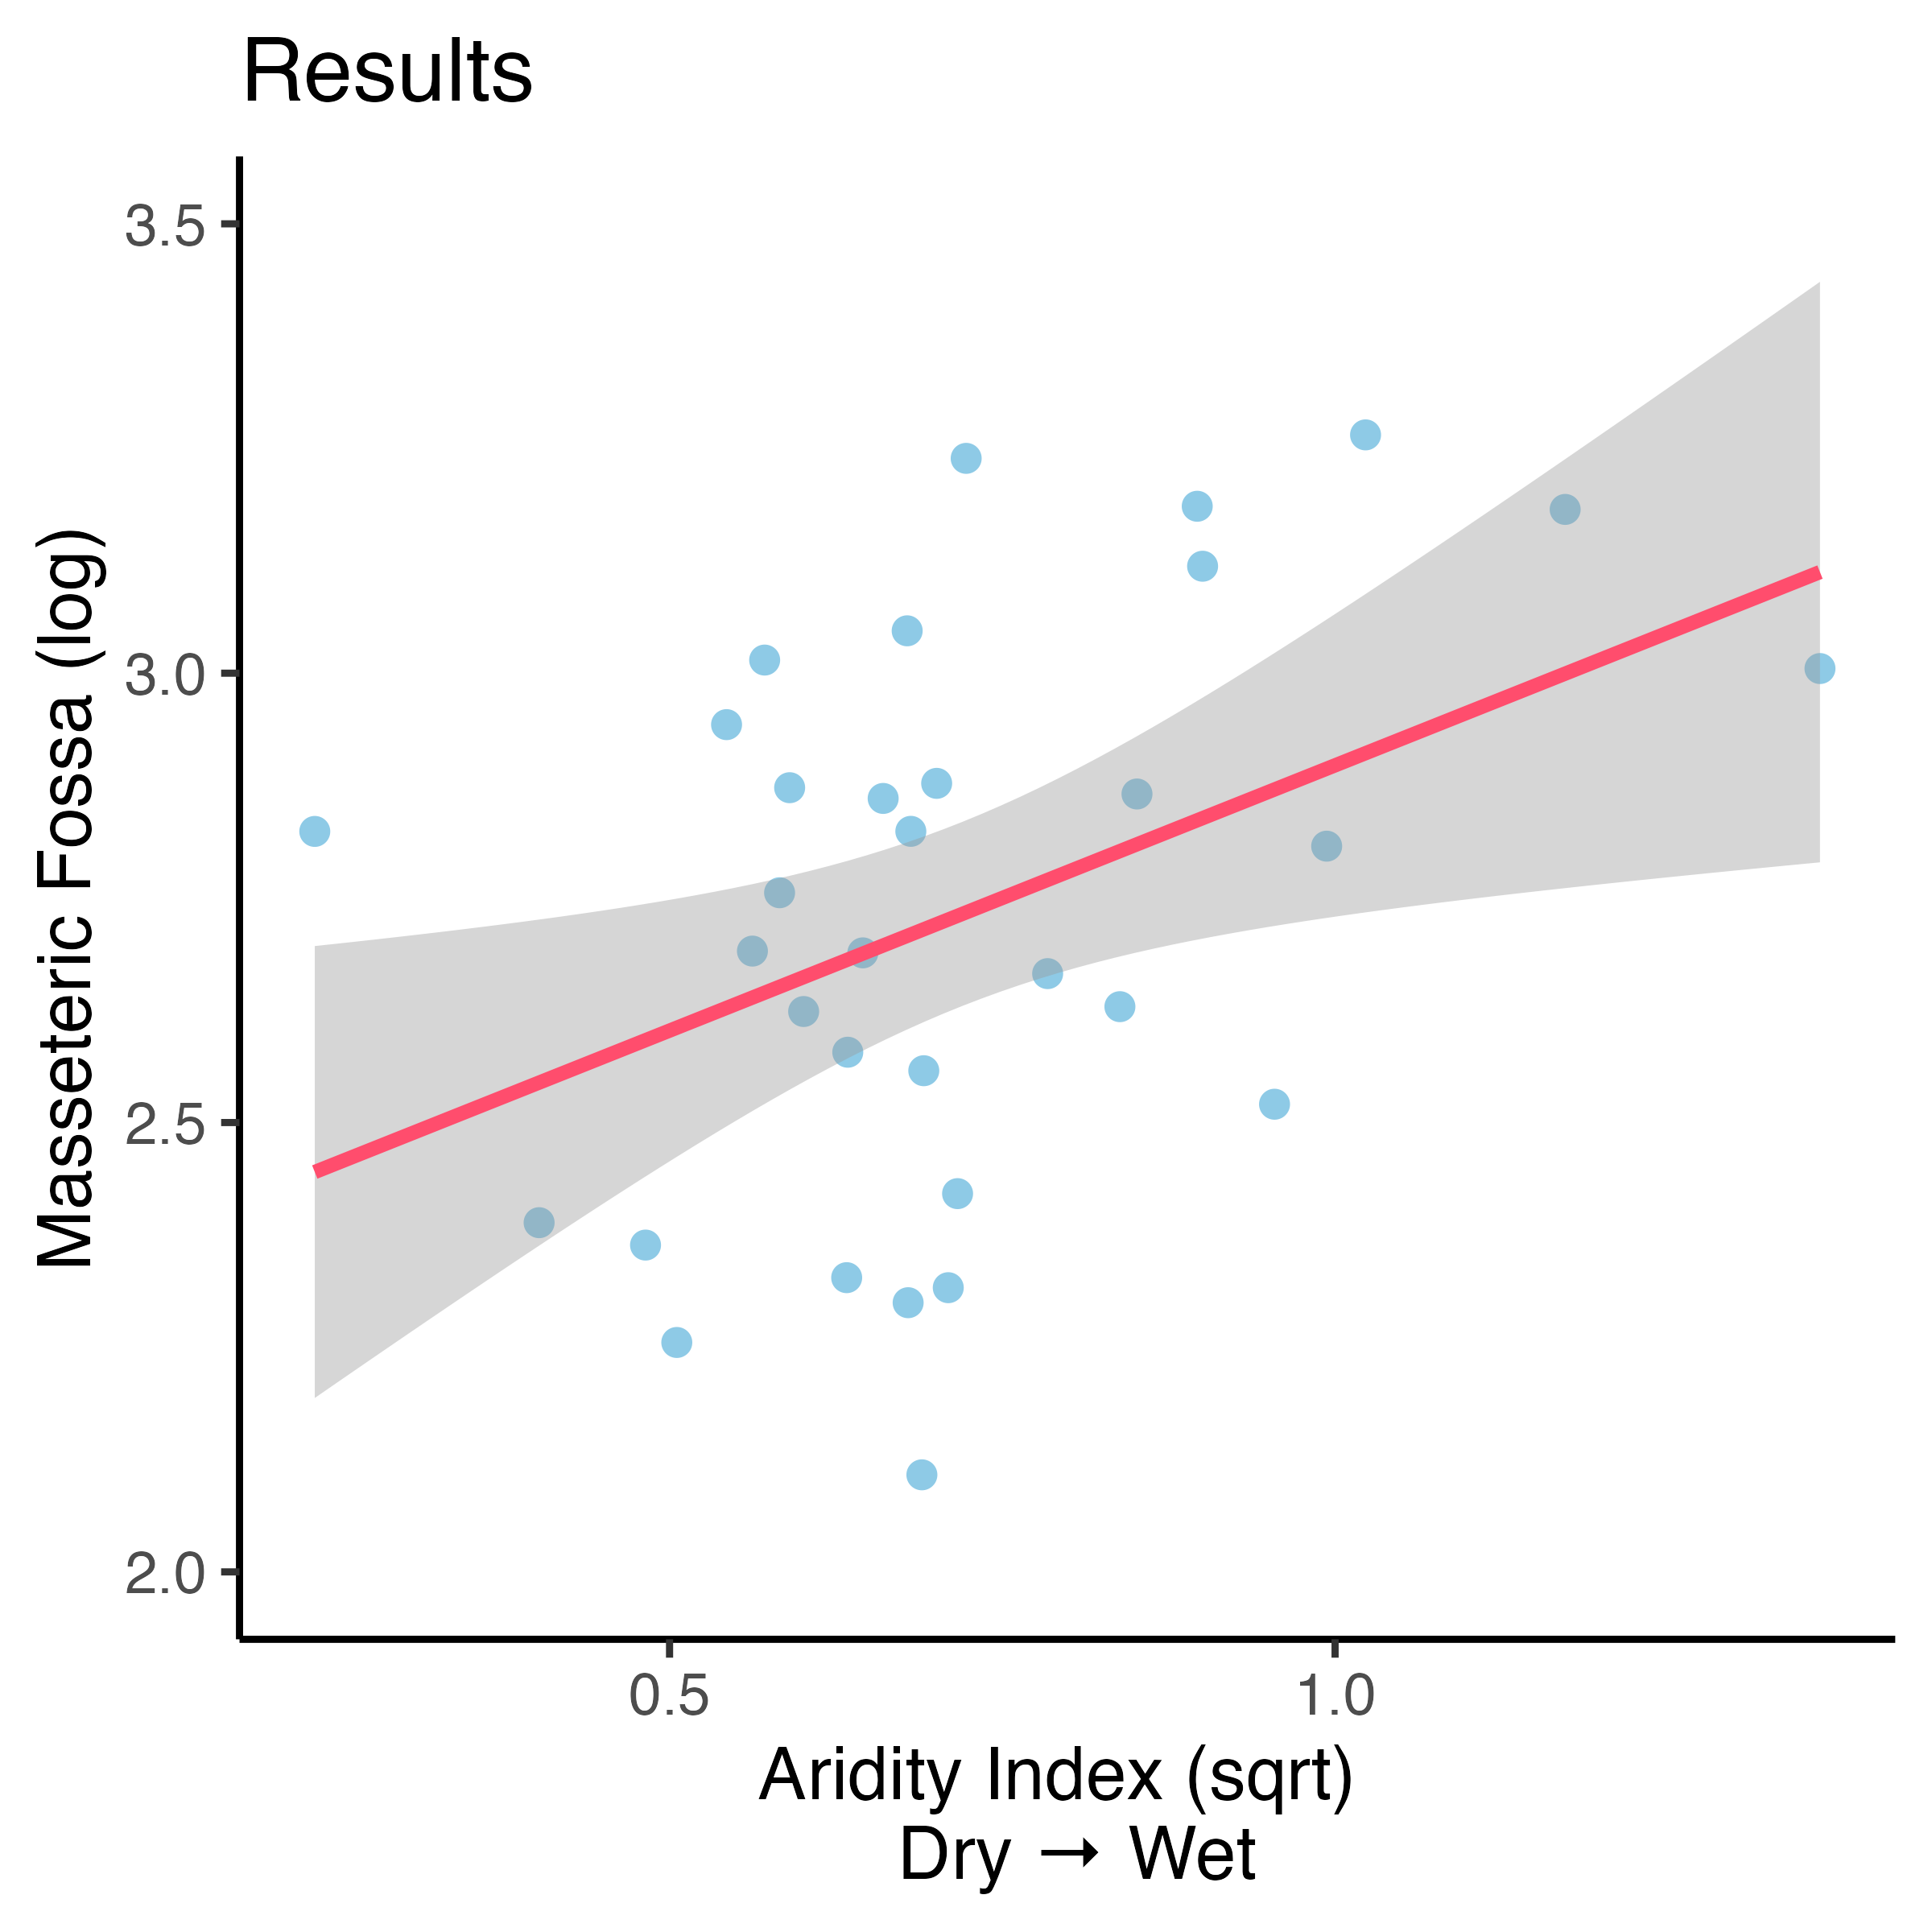 Results
3.5
3.0
2.5
2.0
Masseteric Fossa (log)
0.5
1.0
Aridity Index (sqrt)
Dry → Wet